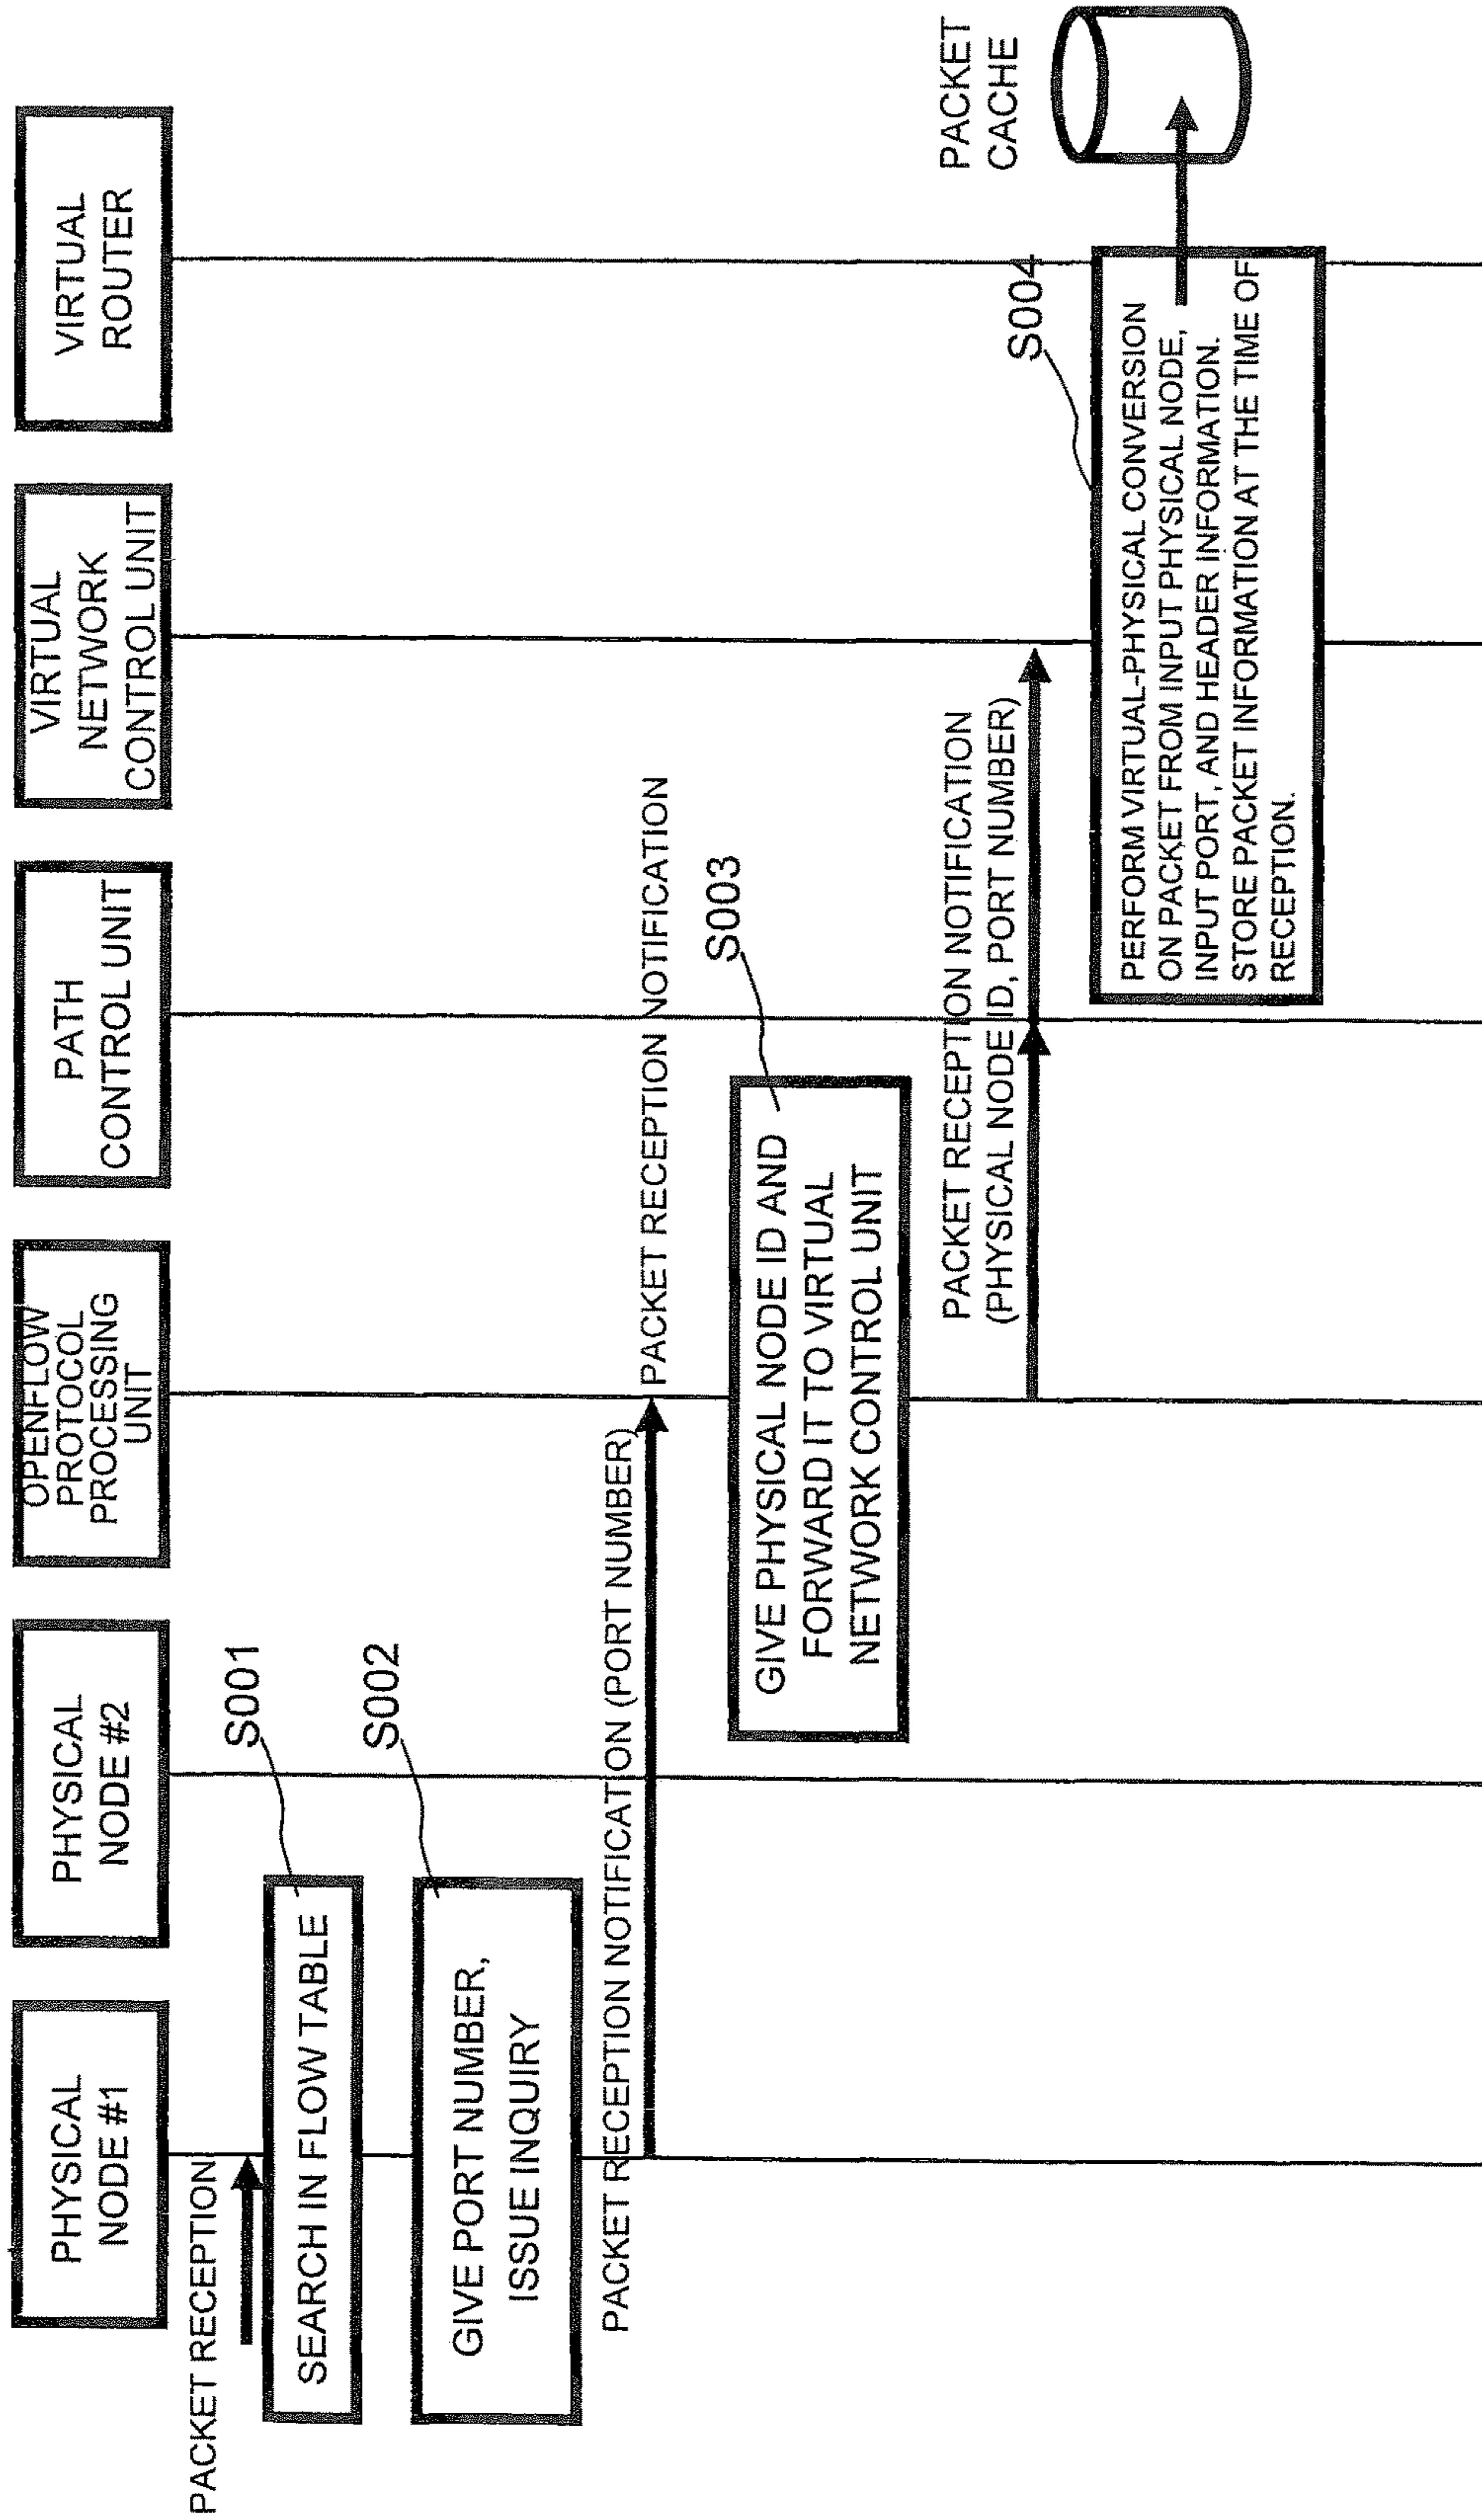 PHYSICAL
NODE #1
PHYSICAL
NODE #2
OPENFLOW
PROTOCOL
PROCESSING
UNIT
PATH
CONTROL UNIT
VIRTUAL
NETWORK
CONTROL UNIT
VIRTUAL
ROUTER
PACKET RECEPTION
S001
SEARCH IN FLOW TABLE
S002
GIVE PORT NUMBER,
ISSUE INQUIRY
PACKET RECEPTION NOTIFICATION (PORT NUMBER)
PACKET RECEPTION NOTIFICATION
S003
GIVE PHYSICAL NODE ID AND
FORWARD IT TO VIRTUAL
NETWORK CONTROL UNIT
PACKET RECEPTION NOTIFICATION
(PHYSICAL NODE ID, PORT NUMBER)
PACKET
CACHE
S004
PERFORM VIRTUAL-PHYSICAL CONVERSION
ON PACKET FROM INPUT PHYSICAL NODE,
INPUT PORT, AND HEADER INFORMATION.
STORE PACKET INFORMATION AT THE TIME OF
RECEPTION.